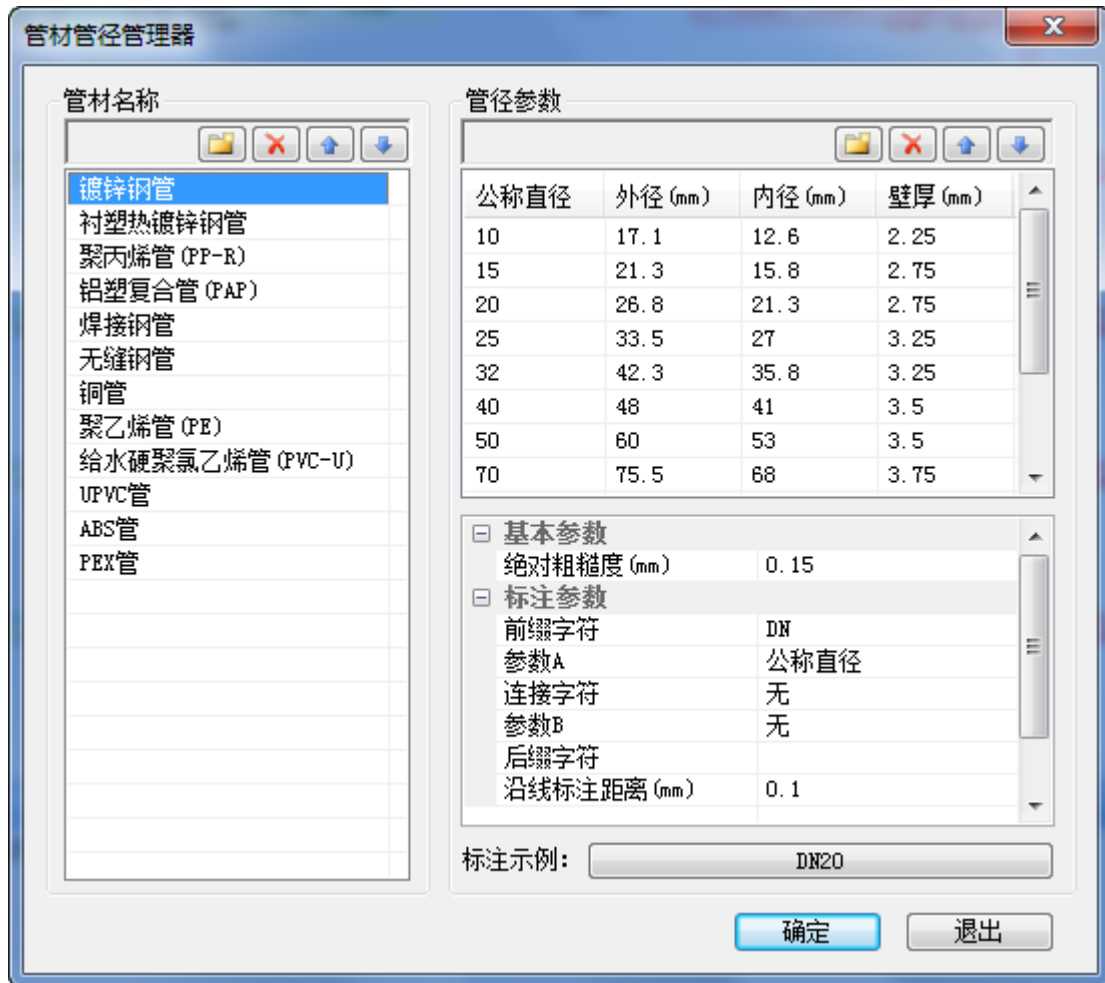 管材管径管理器
管材名称
镀锌钢管
衬塑热镀锌钢管
聚丙烯管(PP-R)
铝塑复合管(PAP)
焊接钢管
无缝钢管
铜管
聚乙烯管(PE)
给水硬聚氯乙烯管(PVC-U)
UPVC管
ABS管
PEX管
管径参数
公称直径 外径(mm) 内径(mm) 壁厚(mm)
10 17.1 12.6 2.25
15 21.3 15.8 2.75
20 26.8 21.3 2.75
25 33.5 27 3.25
32 42.3 35.8 3.25
40 48 41 3.5
50 60 53 3.5
70 75.5 68 3.75
基本参数
绝对粗糙度(mm) 0.15
标注参数
前缀字符 DN
参数A 公称直径
连接字符 无
参数B 无
后缀字符
沿线标注距离(mm) 0.1
标注示例: DN20
确定 退出